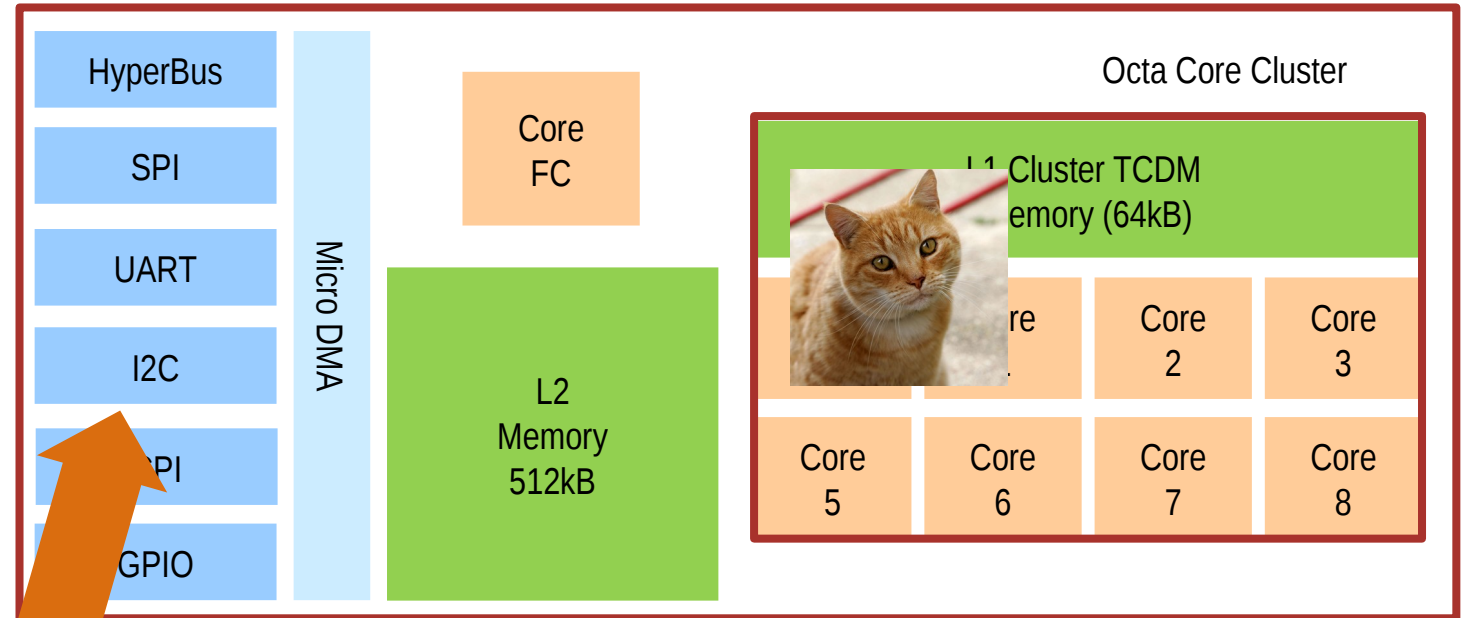 HyperBus
SPI
UART
I2C
GPIO
Micro DMA
Core
FC
L2
Memory
512kB
Octa Core Cluster
Cluster TCDM
(64kB)
Core
2
Core
3
Core
5
Core
6
Core
7
Core
8